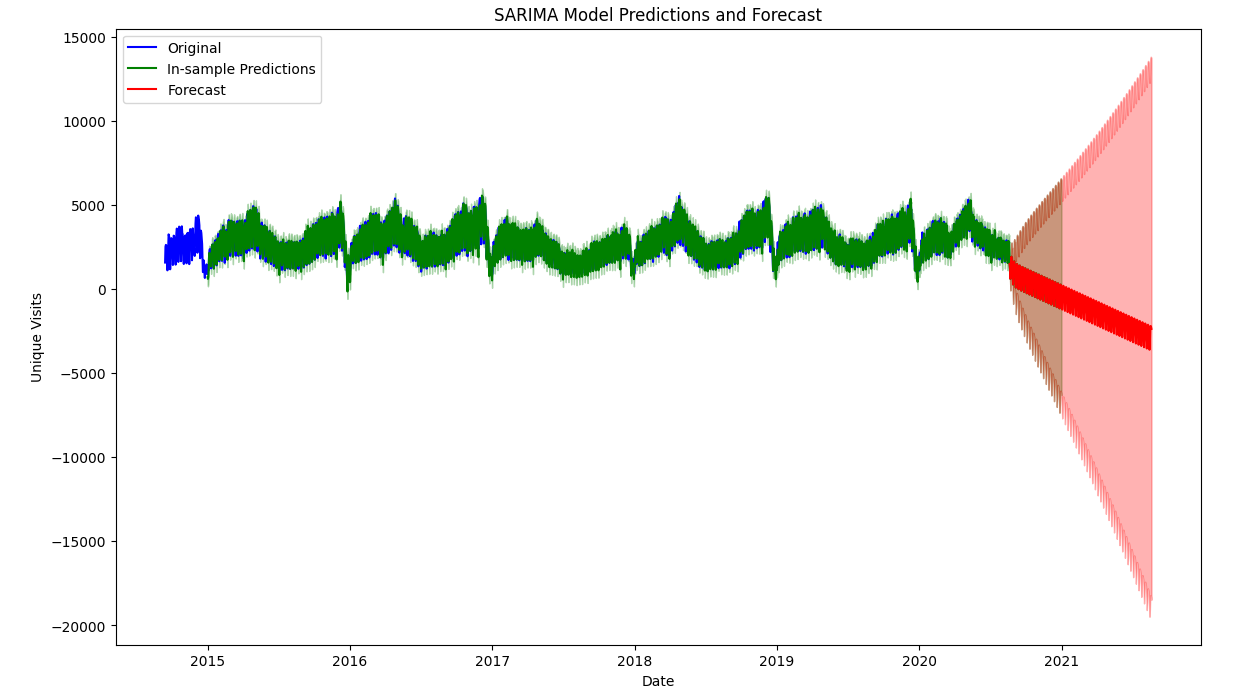 SARIMA Model Predictions and Forecast
Original
In-sample Predictions
Forecast
15000
10000
5000
0
−5000
−10000
−15000
−20000
Unique Visits
2015 2016 2017 2018 2019 2020 2021
Date